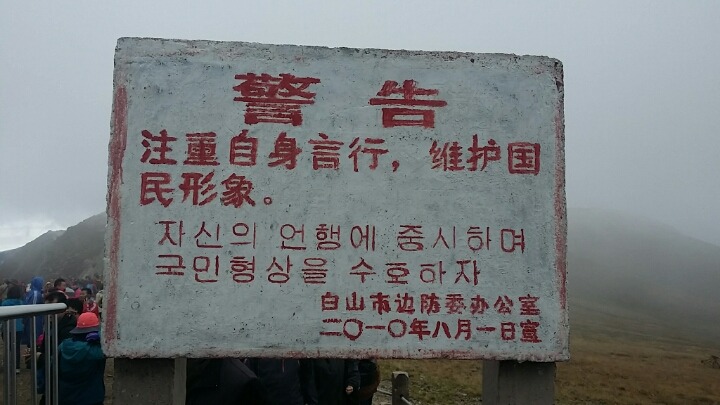 警告
注重自身言行，维护国
民形象。
자신의 언행에 중시하며
국민형상을 수호하자
白山市边防委办公室
二〇一〇年八月一日宣